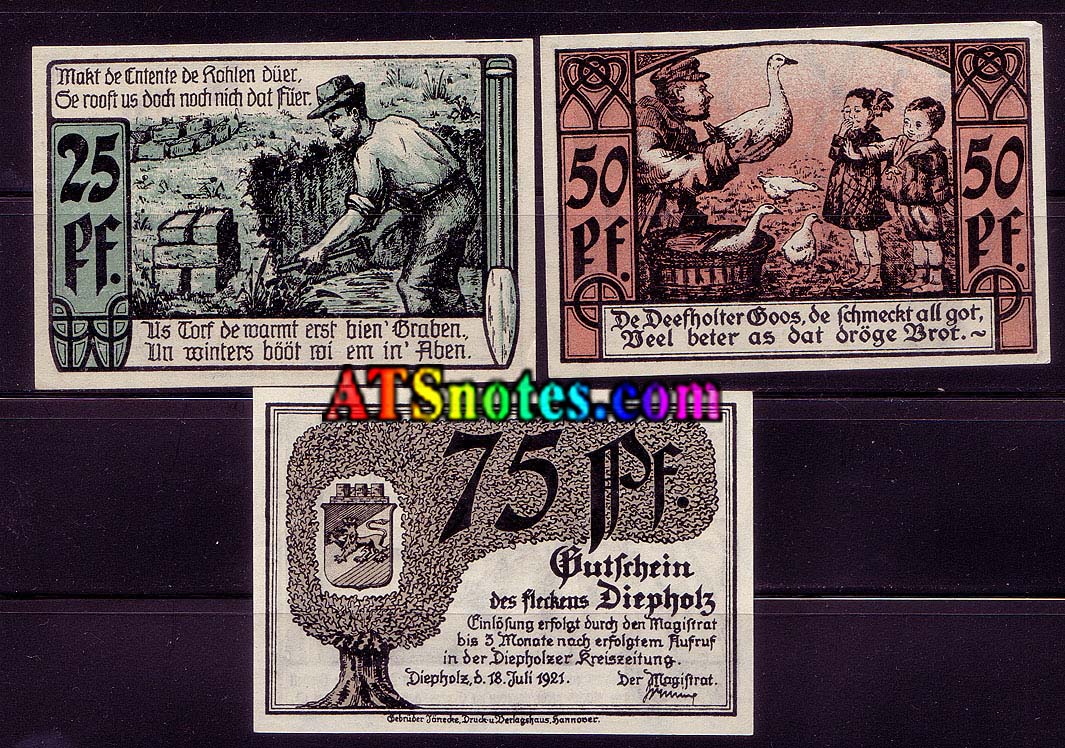 Makt de Entente de Kohlen düer,
Se rooft us doch noch nich dat Füer.
25
Pf.
Us Torf de warmt erst bien' Graben,
Un winters bööt wi em in' Aben.
50
Pf.
50
Pf.
De Deefholter Goos, de schmeckt all got,
Veel beter as dat dröge Brot. ~
ATSnotes.com
75 Pf.
Gutschein
des fleckens Diepholz
Einlösung erfolgt durch den Magistrat
bis 3 Monate nach erfolgtem Aufruf
in der Diepholzer Kreiszeitung.
Diepholz, d. 18. Juli 1921. Der Magistrat.
Gebrüder Jänecke, Druck- u. Verlagshaus, Hannover.